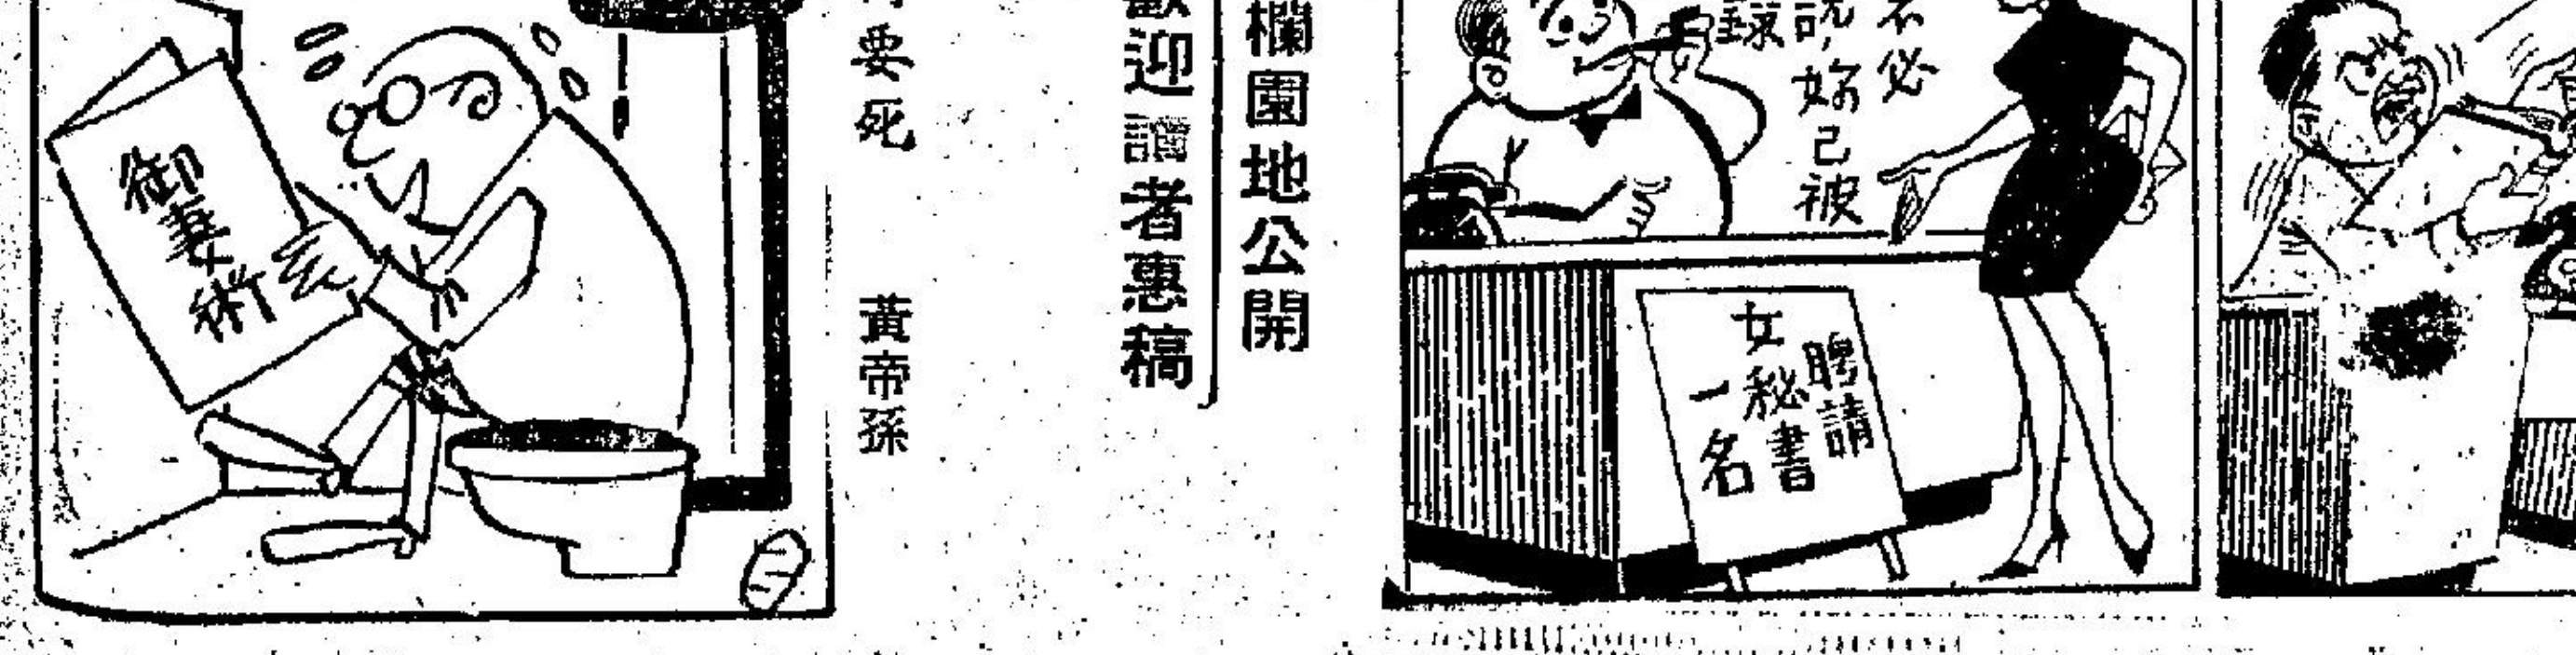 不必
說,妳已被
錄
聘請
女秘書
一名
欄園地公開
歡迎讀者惠稿
要死
黃帝孫
御妻術